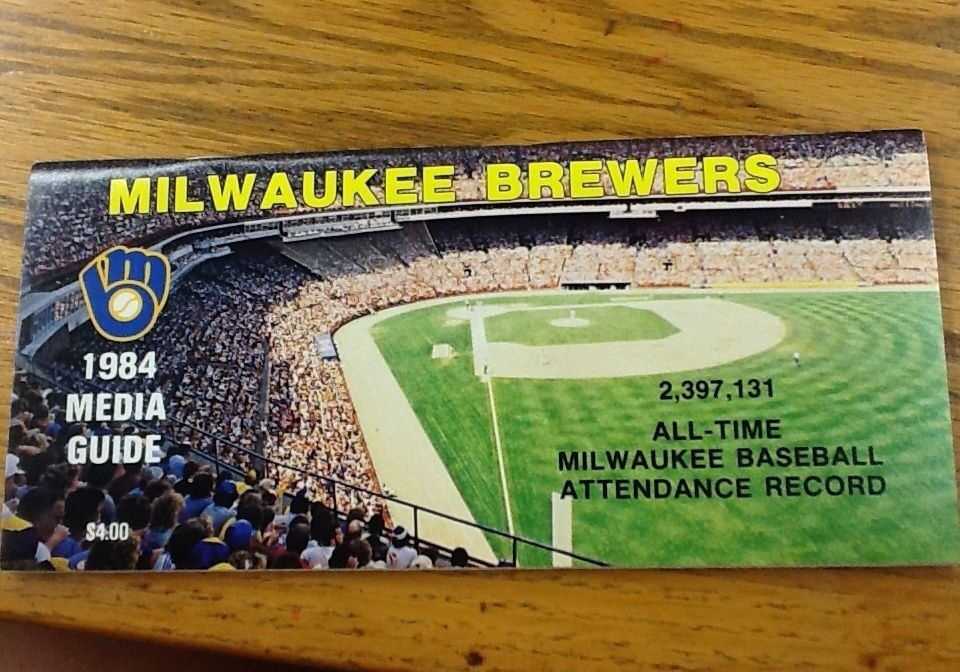 MILWAUKEE BREWERS
1984
MEDIA
GUIDE
$4.00
2,397,131
ALL-TIME
MILWAUKEE BASEBALL
ATTENDANCE RECORD